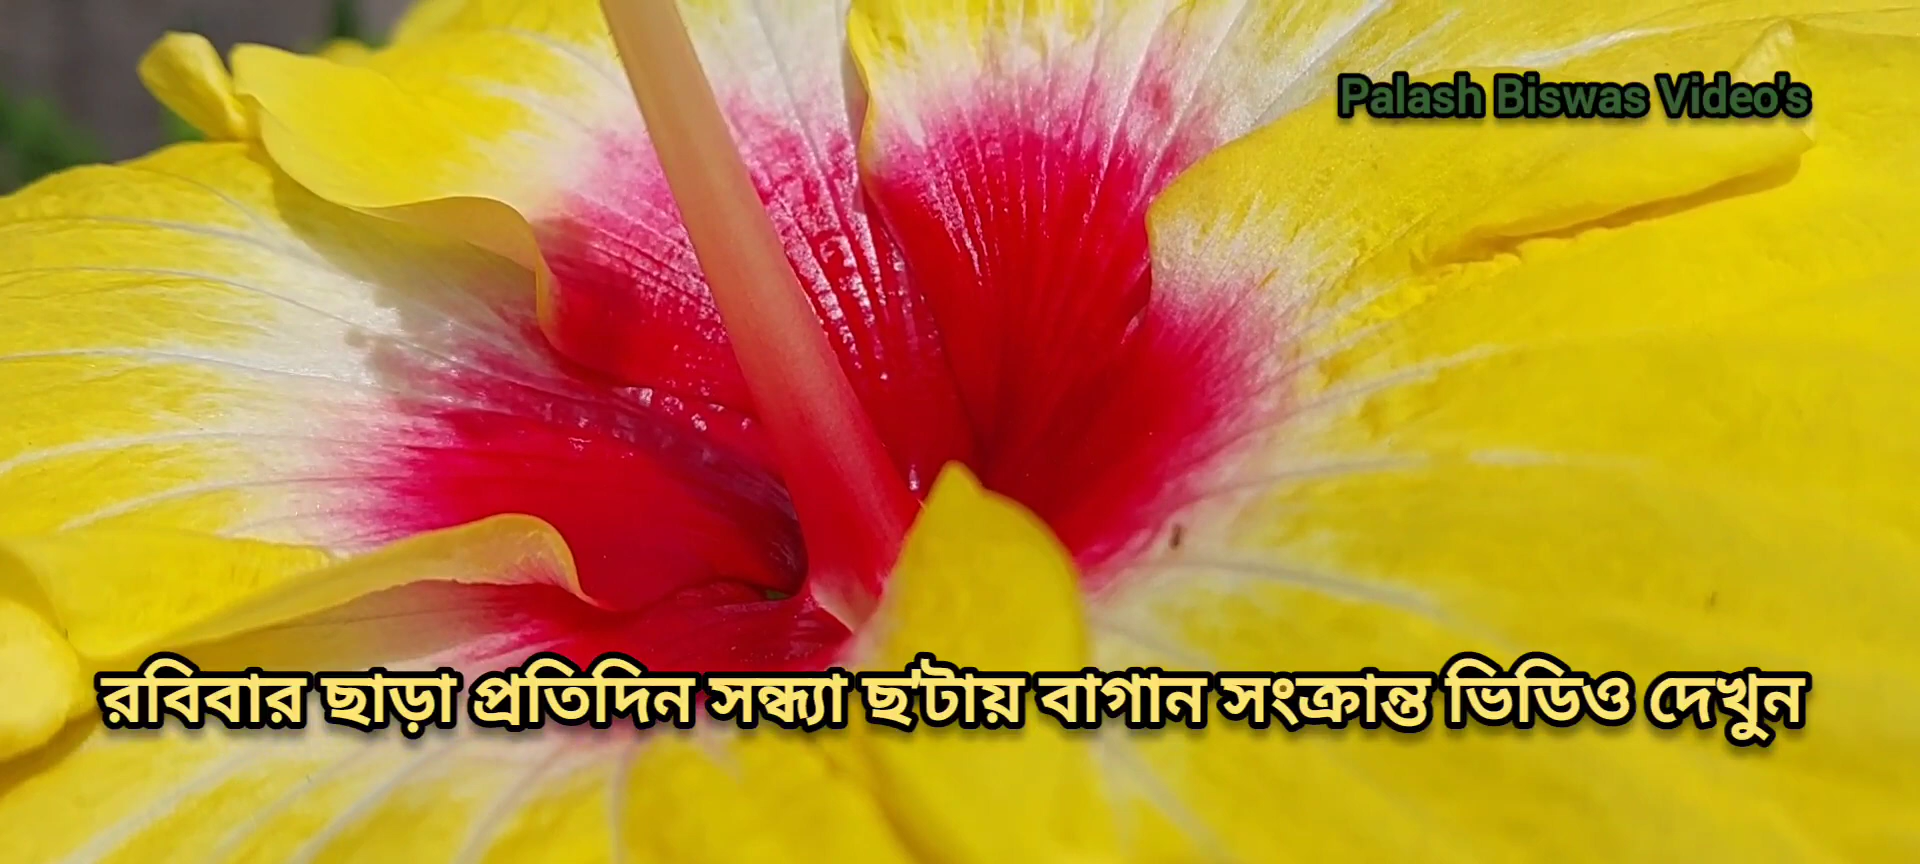 Palash Biswas Video's
রবিবার ছাড়া প্রতিদিন সন্ধ্যা ছ'টায় বাগান সংক্রান্ত ভিডিও দেখুন